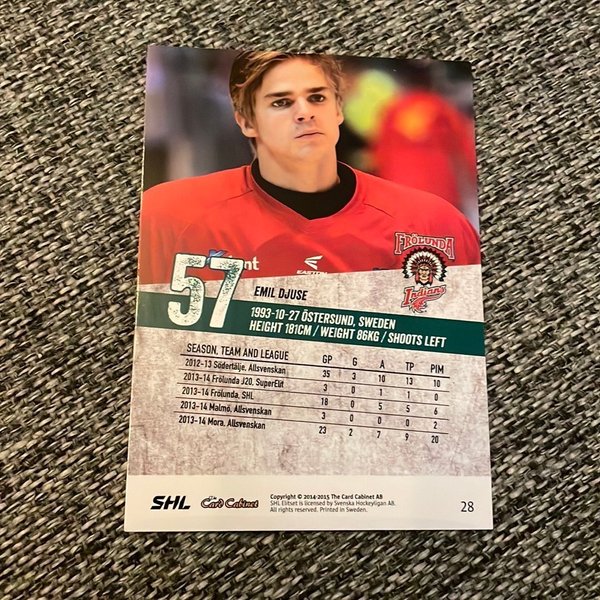 nt
EASTON
FRÖLUNDA
Indians
57
EMIL DJUSE
1993-10-27 ÖSTERSUND, SWEDEN
HEIGHT 181CM / WEIGHT 86KG / SHOOTS LEFT
SEASON, TEAM AND LEAGUE GP G A TP PIM
2012-13 Södertälje, Allsvenskan 35 3 10 13 10
2013-14 Frölunda J20, SuperElit 3 0 1 1 0
2013-14 Frölunda, SHL 18 0 5 5 6
2013-14 Malmö, Allsvenskan 3 0 0 0 2
2013-14 Mora, Allsvenskan 23 2 7 9 20
SHL
The Card Cabinet
Copyright © 2014-2015 The Card Cabinet AB
SHL Elitset is licensed by Svenska Hockeyligan AB.
All rights reserved. Printed in Sweden.
28